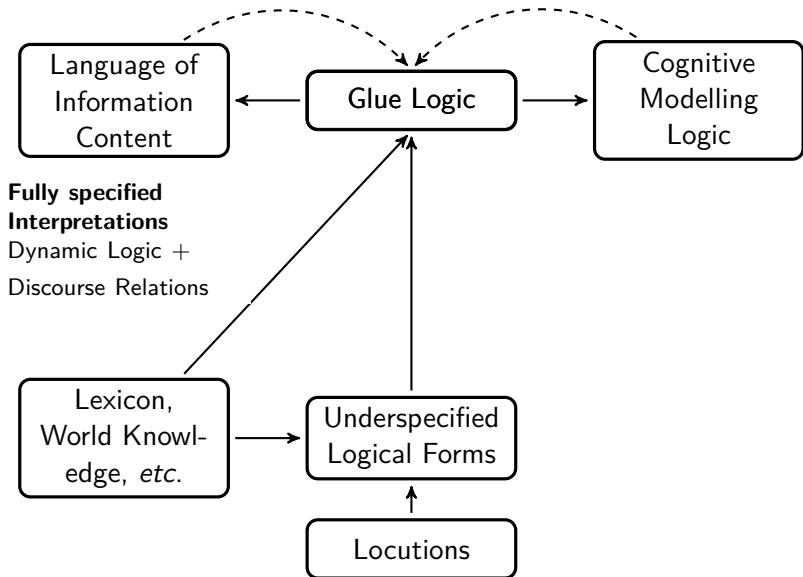 Language of
Information
Content
Glue Logic
Cognitive
Modelling
Logic
Fully specified
Interpretations
Dynamic Logic +
Discourse Relations
Lexicon,
World Knowl-
edge, etc.
Underspecified
Logical Forms
Locutions